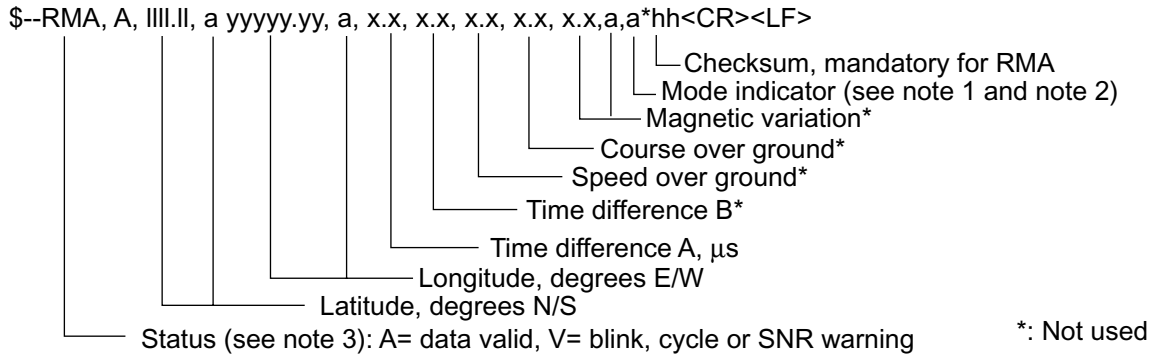 $--RMA, A, llll.ll, a yyyyy.yy, a, x.x, x.x, x.x, x.x, x.x,a,a*hh<CR><LF>
Checksum, mandatory for RMA
Mode indicator (see note 1 and note 2)
Magnetic variation*
Course over ground*
Speed over ground*
Time difference B*
Time difference A, μs
Longitude, degrees E/W
Latitude, degrees N/S
Status (see note 3): A= data valid, V= blink, cycle or SNR warning
*: Not used